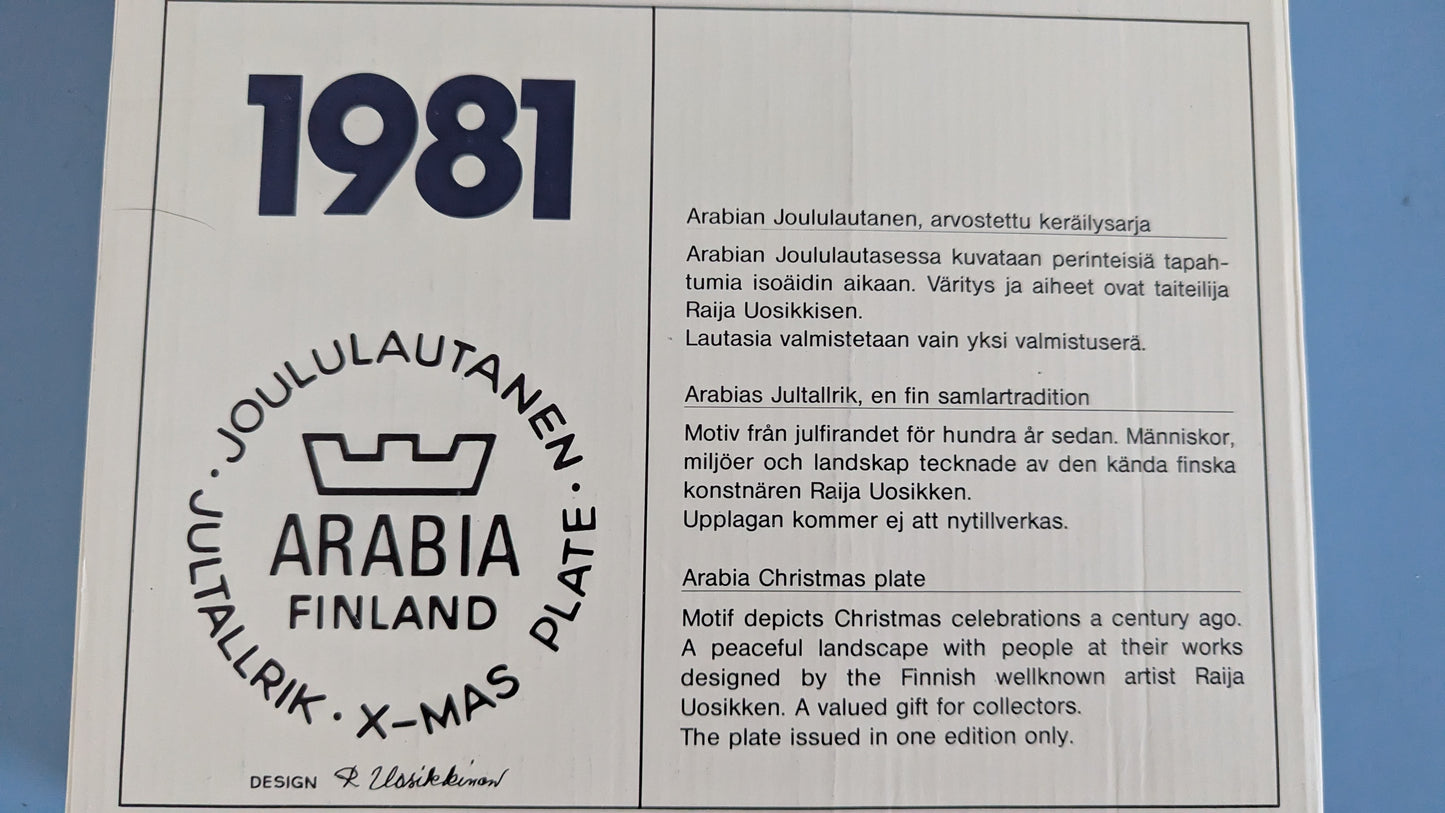 1981
JOULULAUTANEN · JULTALLRIK · X-MAS PLATE ·
ARABIA
FINLAND
DESIGN R Uosikkinen
Arabian Joululautanen, arvostettu keräilysarja
Arabian Joululautasessa kuvataan perinteisiä tapah-
tumia isoäidin aikaan. Väritys ja aiheet ovat taiteilija
Raija Uosikkisen.
Lautasia valmistetaan vain yksi valmistuserä.
Arabias Jultallrik, en fin samlartradition
Motiv från julfirandet för hundra år sedan. Människor,
miljöer och landskap tecknade av den kända finska
konstnären Raija Uosikken.
Upplagan kommer ej att nytillverkas.
Arabia Christmas plate
Motif depicts Christmas celebrations a century ago.
A peaceful landscape with people at their works
designed by the Finnish wellknown artist Raija
Uosikken. A valued gift for collectors.
The plate issued in one edition only.